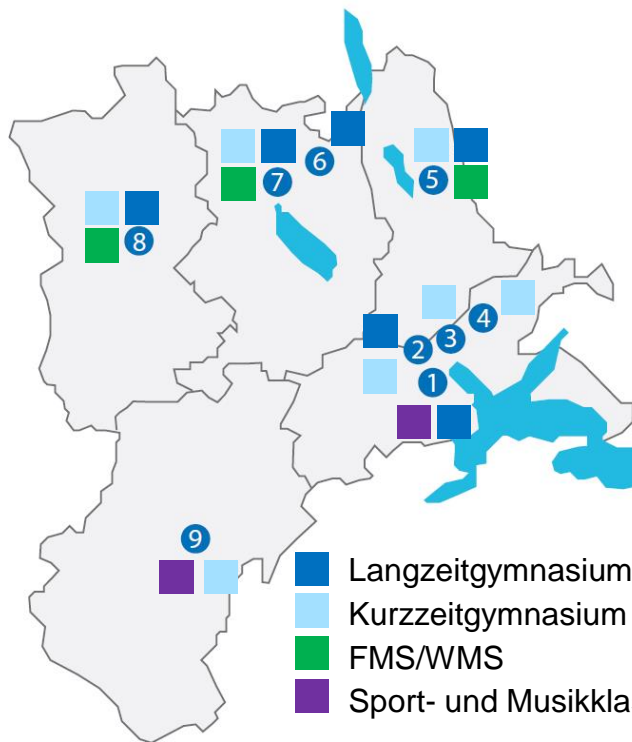 6
7
5
8
4
3
2
1
9
Langzeitgymnasium
Kurzzeitgymnasium
FMS/WMS
Sport- und Musikkla